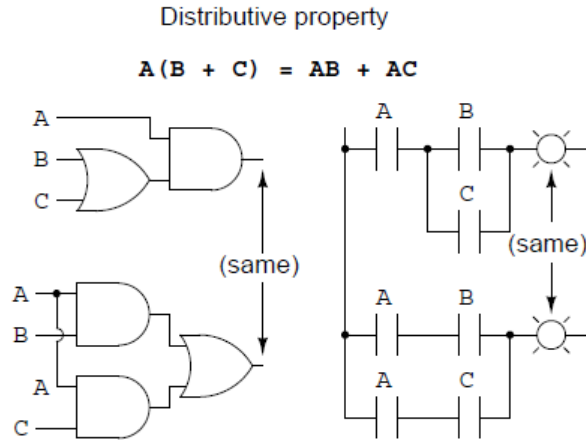 Distributive property
A(B + C) = AB + AC
A
B
C
(same)
A
B
A
C
A
B
C
(same)
A
B
A
C